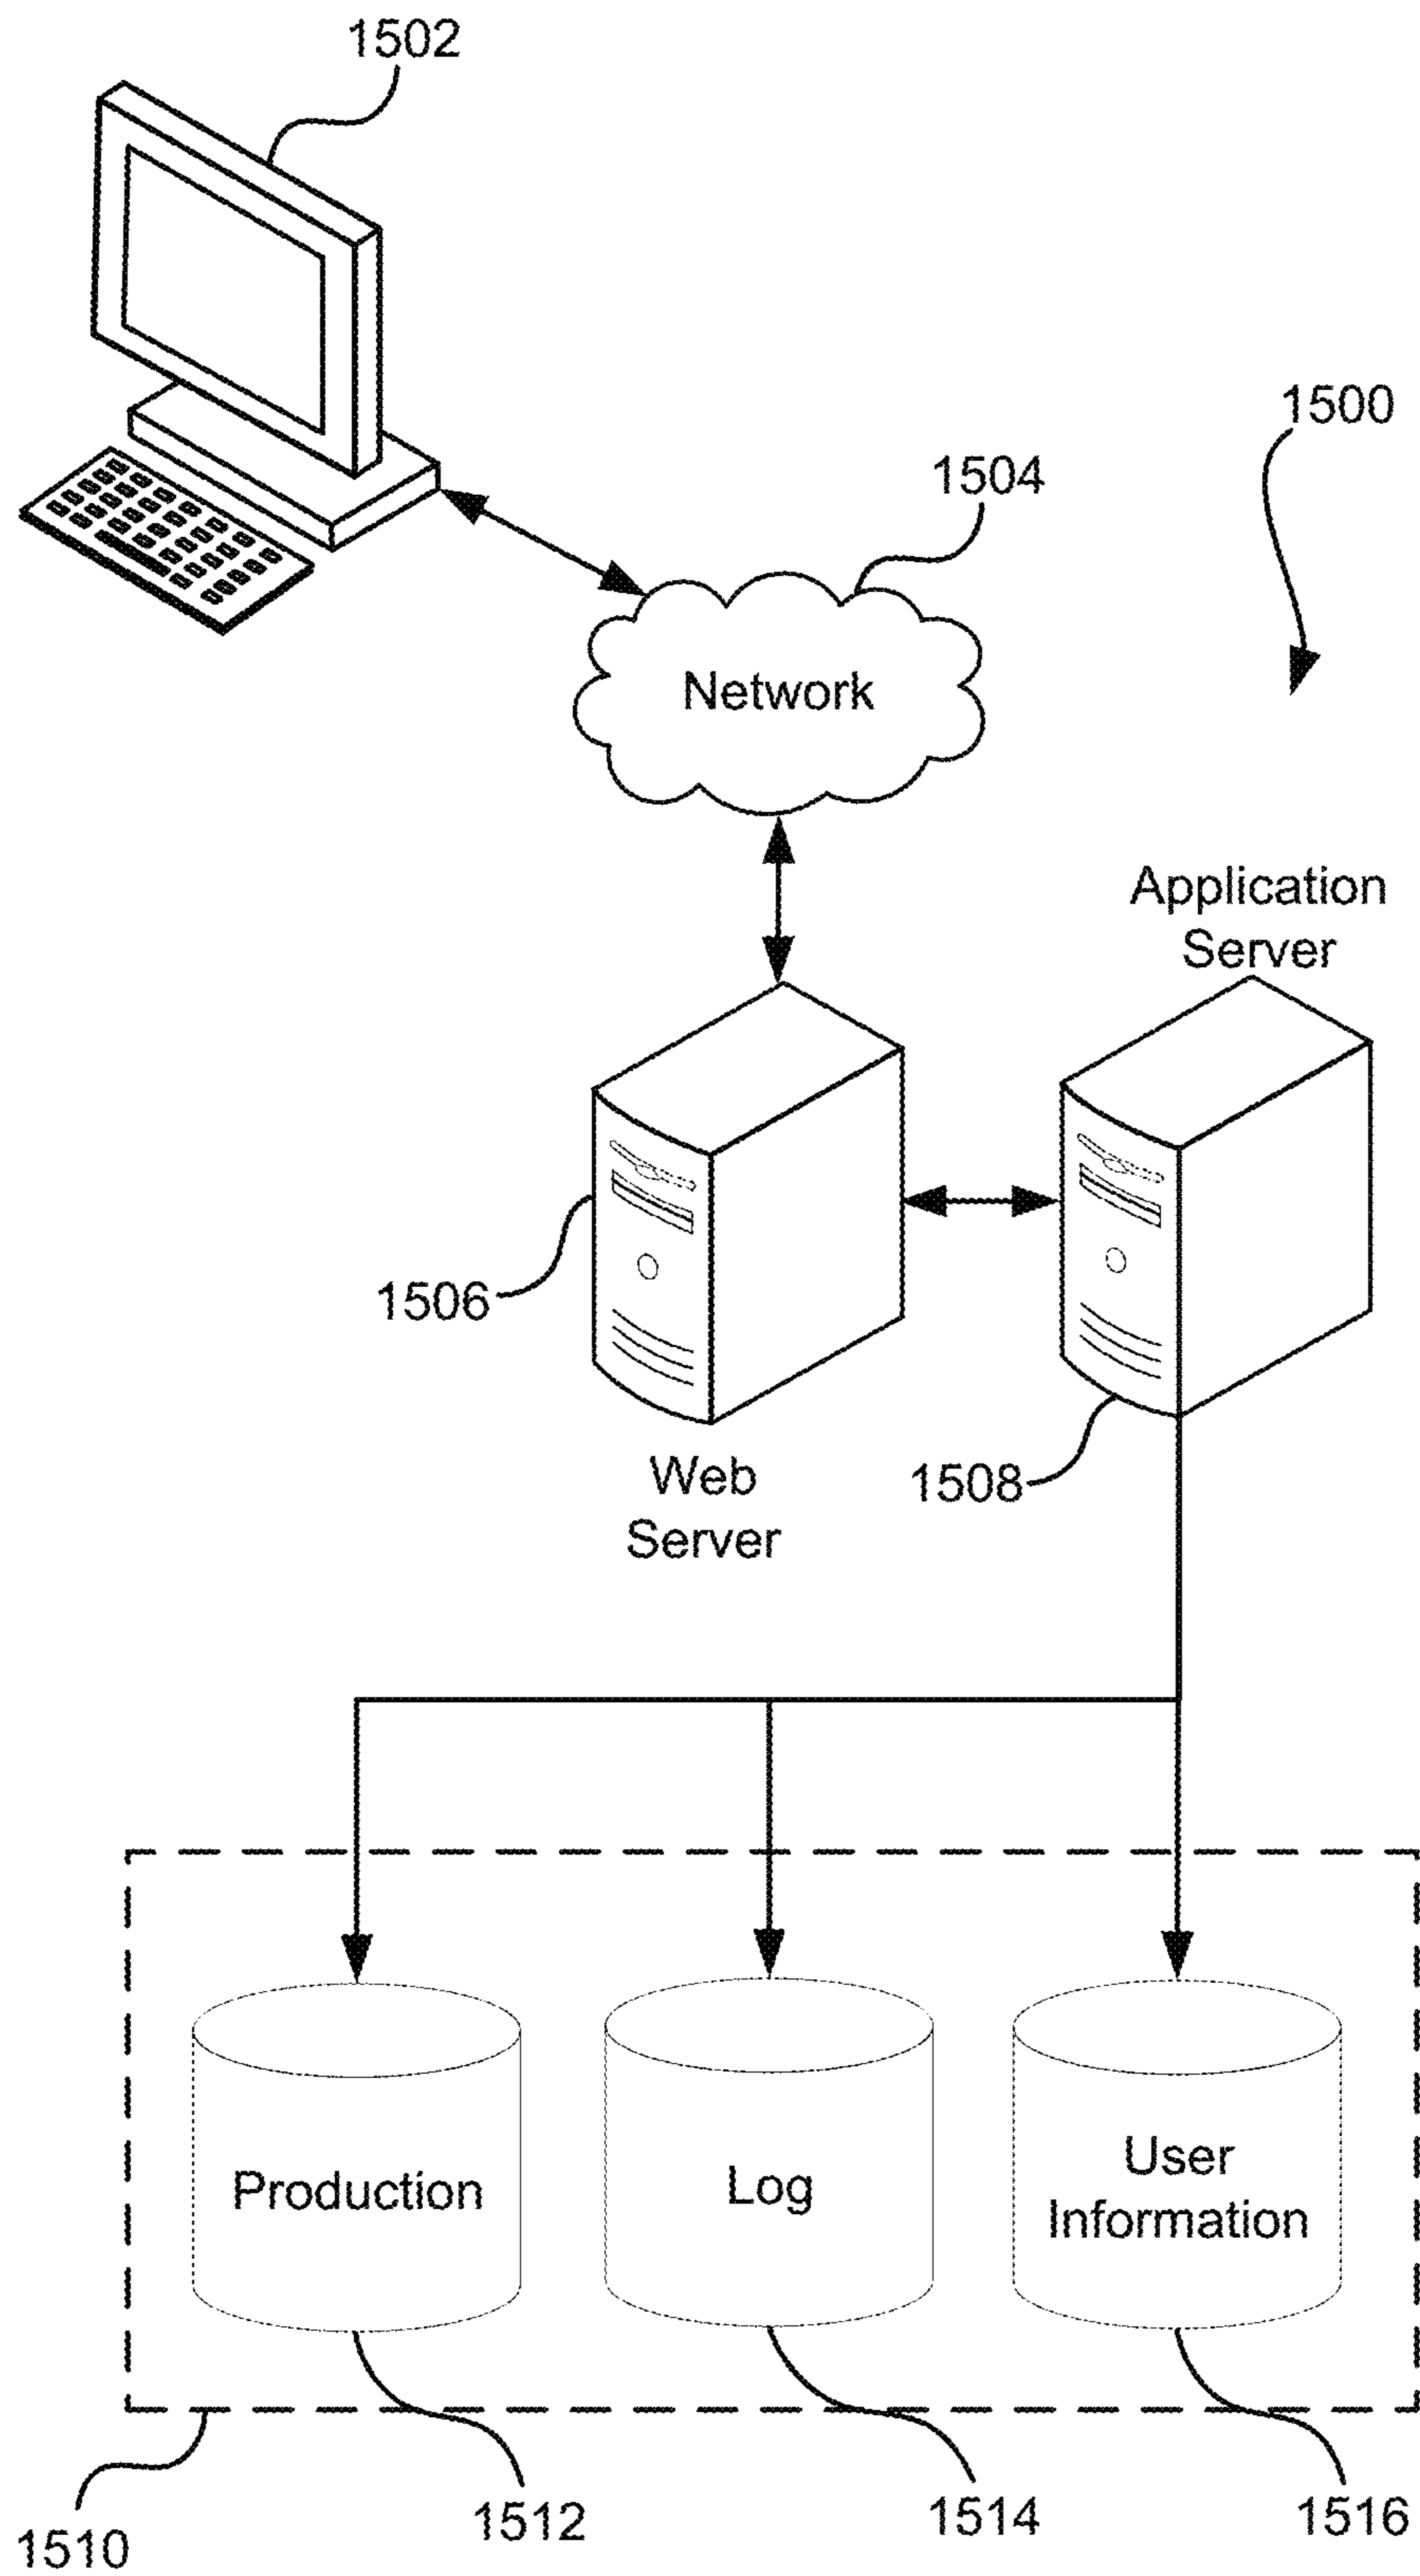 1502
1500
1504
Network
Application
Server
1506
Web
Server
1508
Production
Log
User
Information
1510
1512
1514
1516